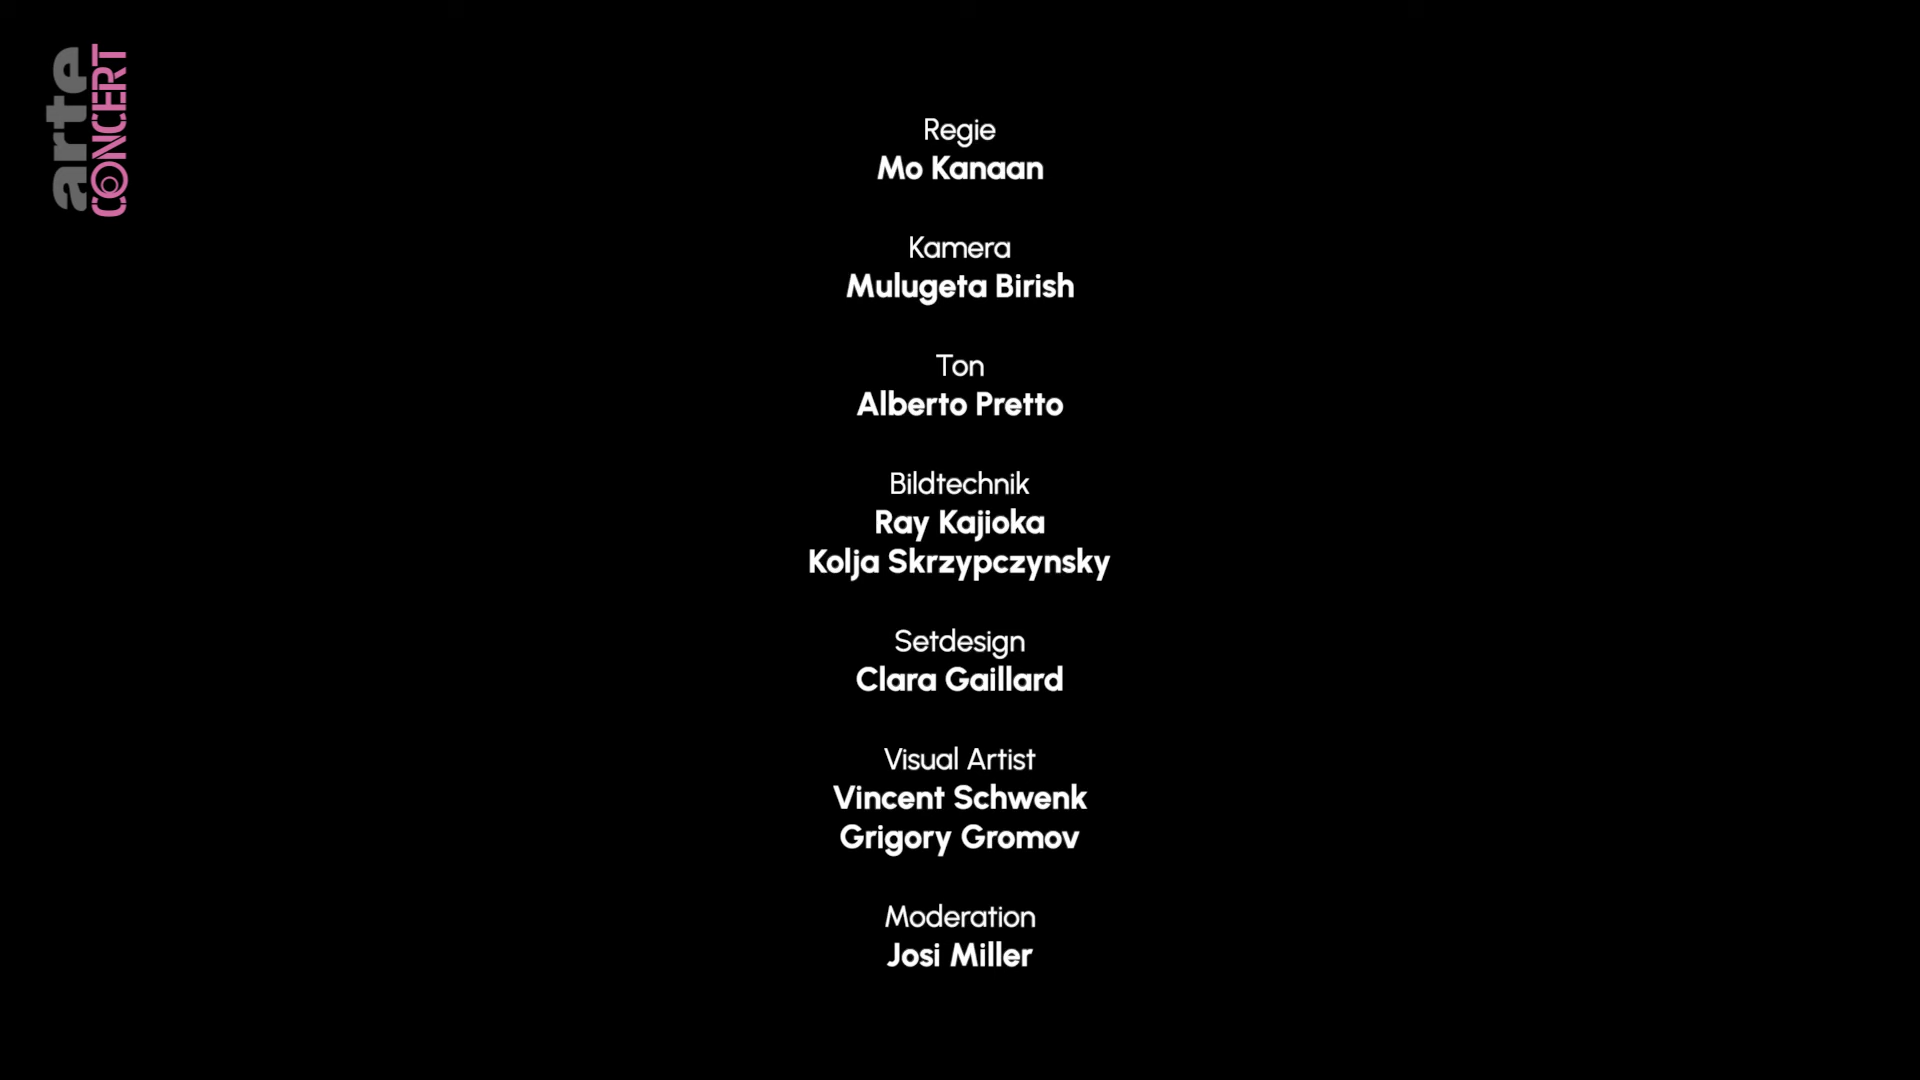 arte
CONCERT
Regie
Mo Kanaan
Kamera
Mulugeta Birish
Ton
Alberto Pretto
Bildtechnik
Ray Kajioka
Kolja Skrzypczynsky
Setdesign
Clara Gaillard
Visual Artist
Vincent Schwenk
Grigory Gromov
Moderation
Josi Miller